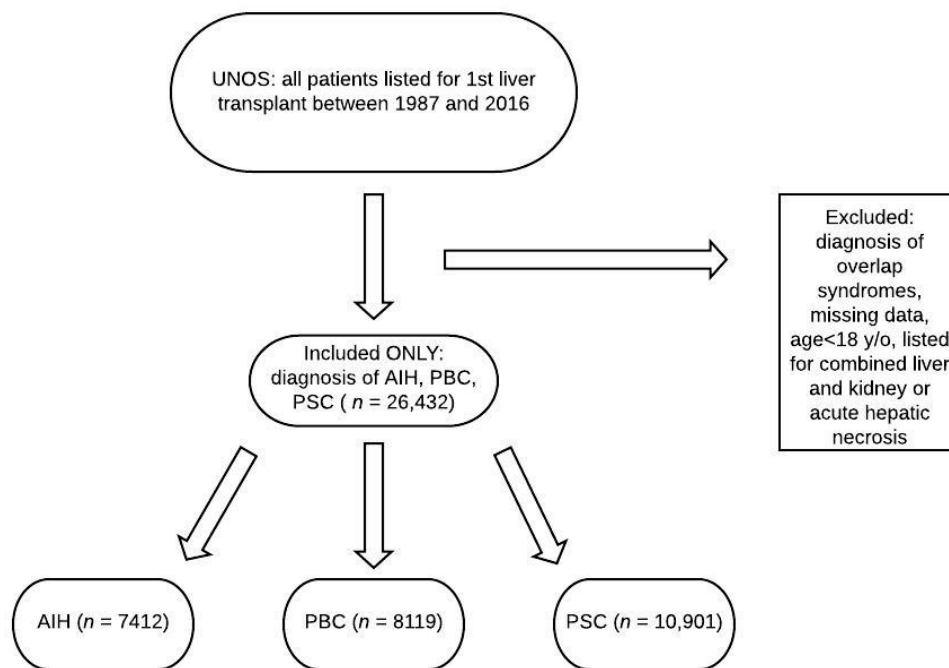 UNOS: all patients listed for 1st liver
transplant between 1987 and 2016
Excluded:
diagnosis of
overlap
syndromes,
missing data,
age<18 y/o, listed
for combined liver
and kidney or
acute hepatic
necrosis
Included ONLY:
diagnosis of AIH, PBC,
PSC ( n = 26,432)
AIH (n = 7412)
PBC (n = 8119)
PSC (n = 10,901)